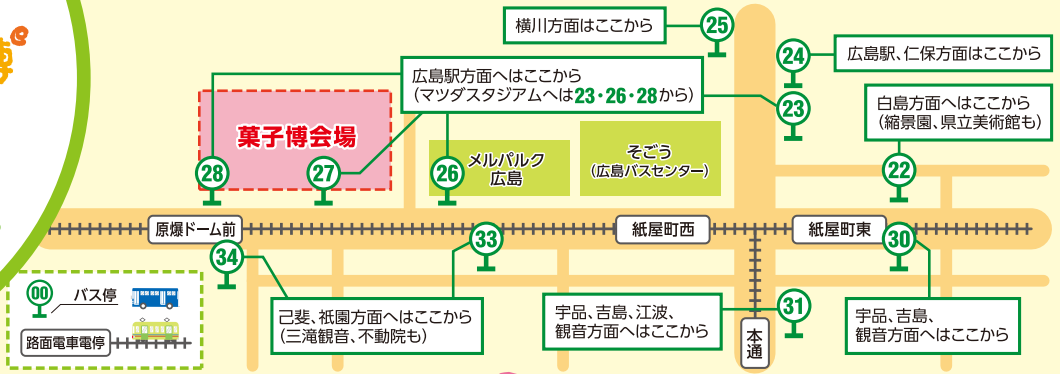 博
横川方面はここから
25
24
広島駅、仁保方面はここから
広島駅方面へはここから
(マツダスタジアムへは23・26・28から)
23
白島方面へはここから
(縮景園、県立美術館も)
22
菓子博会場
28
27
26
メルパルク
広島
そごう
(広島バスセンター)
原爆ドーム前
34
33
紙屋町西
紙屋町東
30
00
バス停
路面電車電停
己斐、祇園方面へはここから
(三滝観音、不動院も)
宇品、吉島、江波、
観音方面へはここから
31
本通
宇品、吉島、
観音方面へはここから